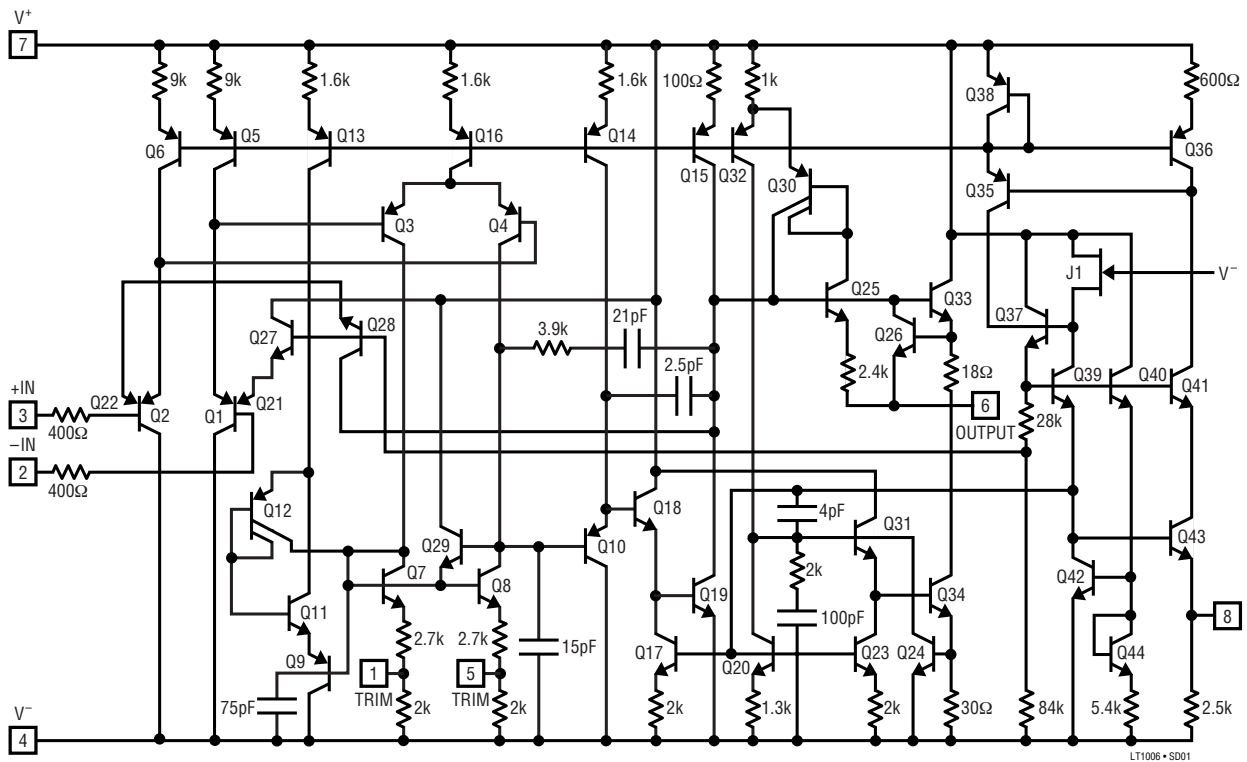 V+
7
9k
9k
1.6k
1.6k
1.6k
100Ω
1k
600Ω
Q38
Q6
Q5
Q13
Q16
Q14
Q15
Q32
Q30
Q36
Q35
Q3
Q4
J1
V–
Q25
Q33
Q37
Q27
Q28
3.9k
21pF
Q26
2.5pF
2.4k
18Ω
Q39
Q40
Q41
+IN
3
400Ω
Q22
Q2
Q1
Q21
6
OUTPUT
28k
–IN
2
400Ω
Q12
Q18
4pF
Q31
Q29
Q10
Q43
Q7
Q8
2k
Q42
Q11
Q19
Q34
100pF
8
2.7k
2.7k
15pF
Q9
1
TRIM
5
TRIM
Q17
Q20
Q23
Q24
Q44
75pF
2k
2k
2k
1.3k
2k
30Ω
84k
5.4k
2.5k
V–
4
LT1006 • SD01